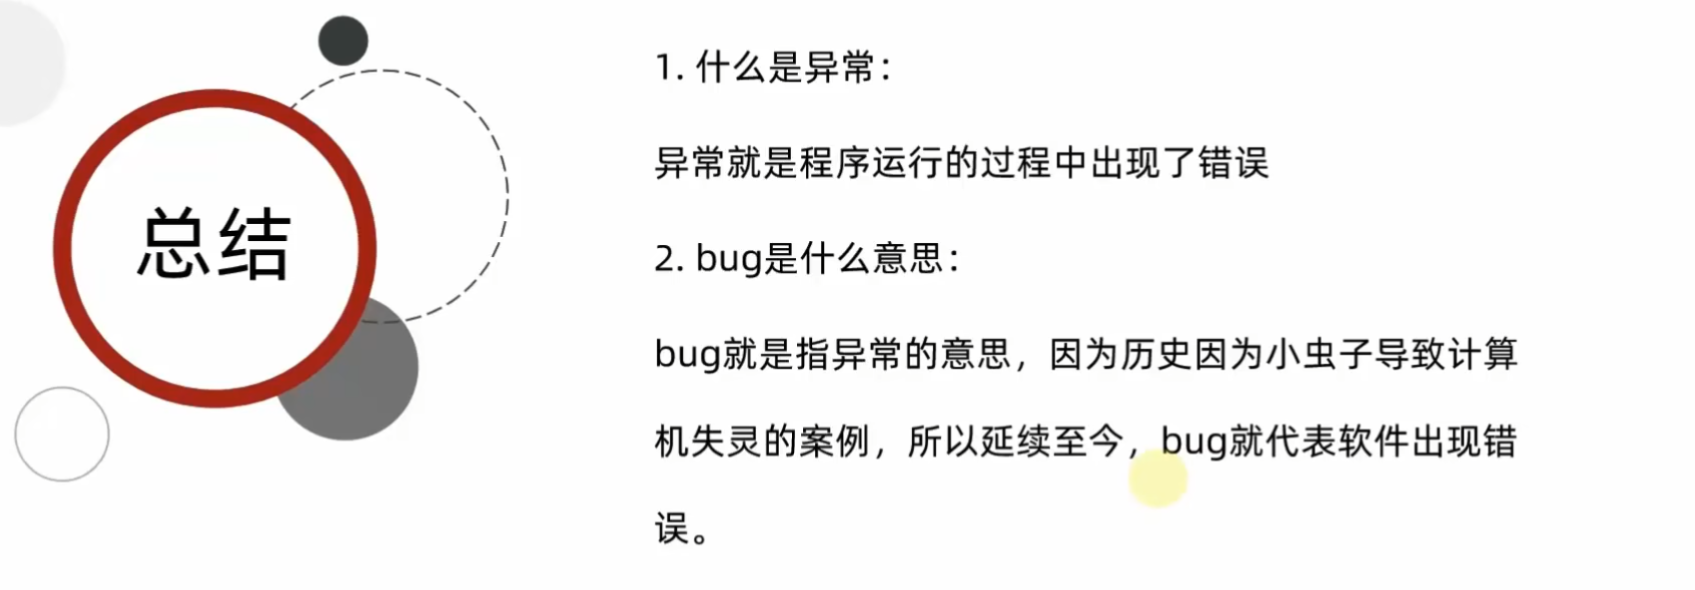 总结
1. 什么是异常：
异常就是程序运行的过程中出现了错误
2. bug是什么意思：
bug就是指异常的意思，因为历史因为小虫子导致计算
机失灵的案例，所以延续至今，bug就代表软件出现错
误。